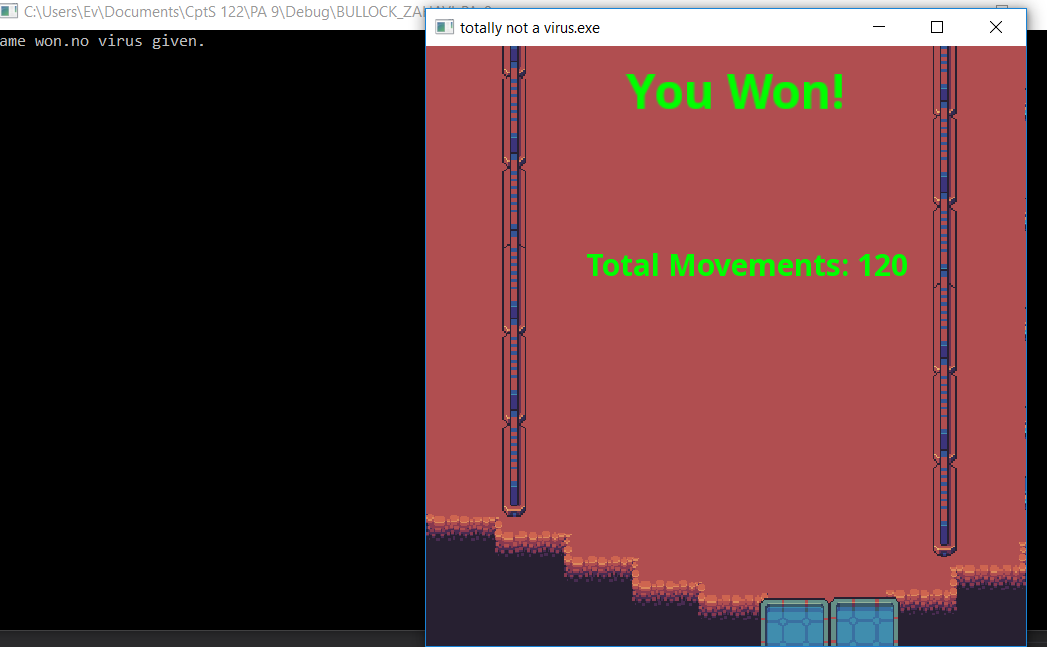 C:\Users\Ev\Documents\CptS 122\PA 9\Debug\BULLOCK_ZA
totally not a virus.exe
ame won.no virus given.
You Won!
Total Movements: 120